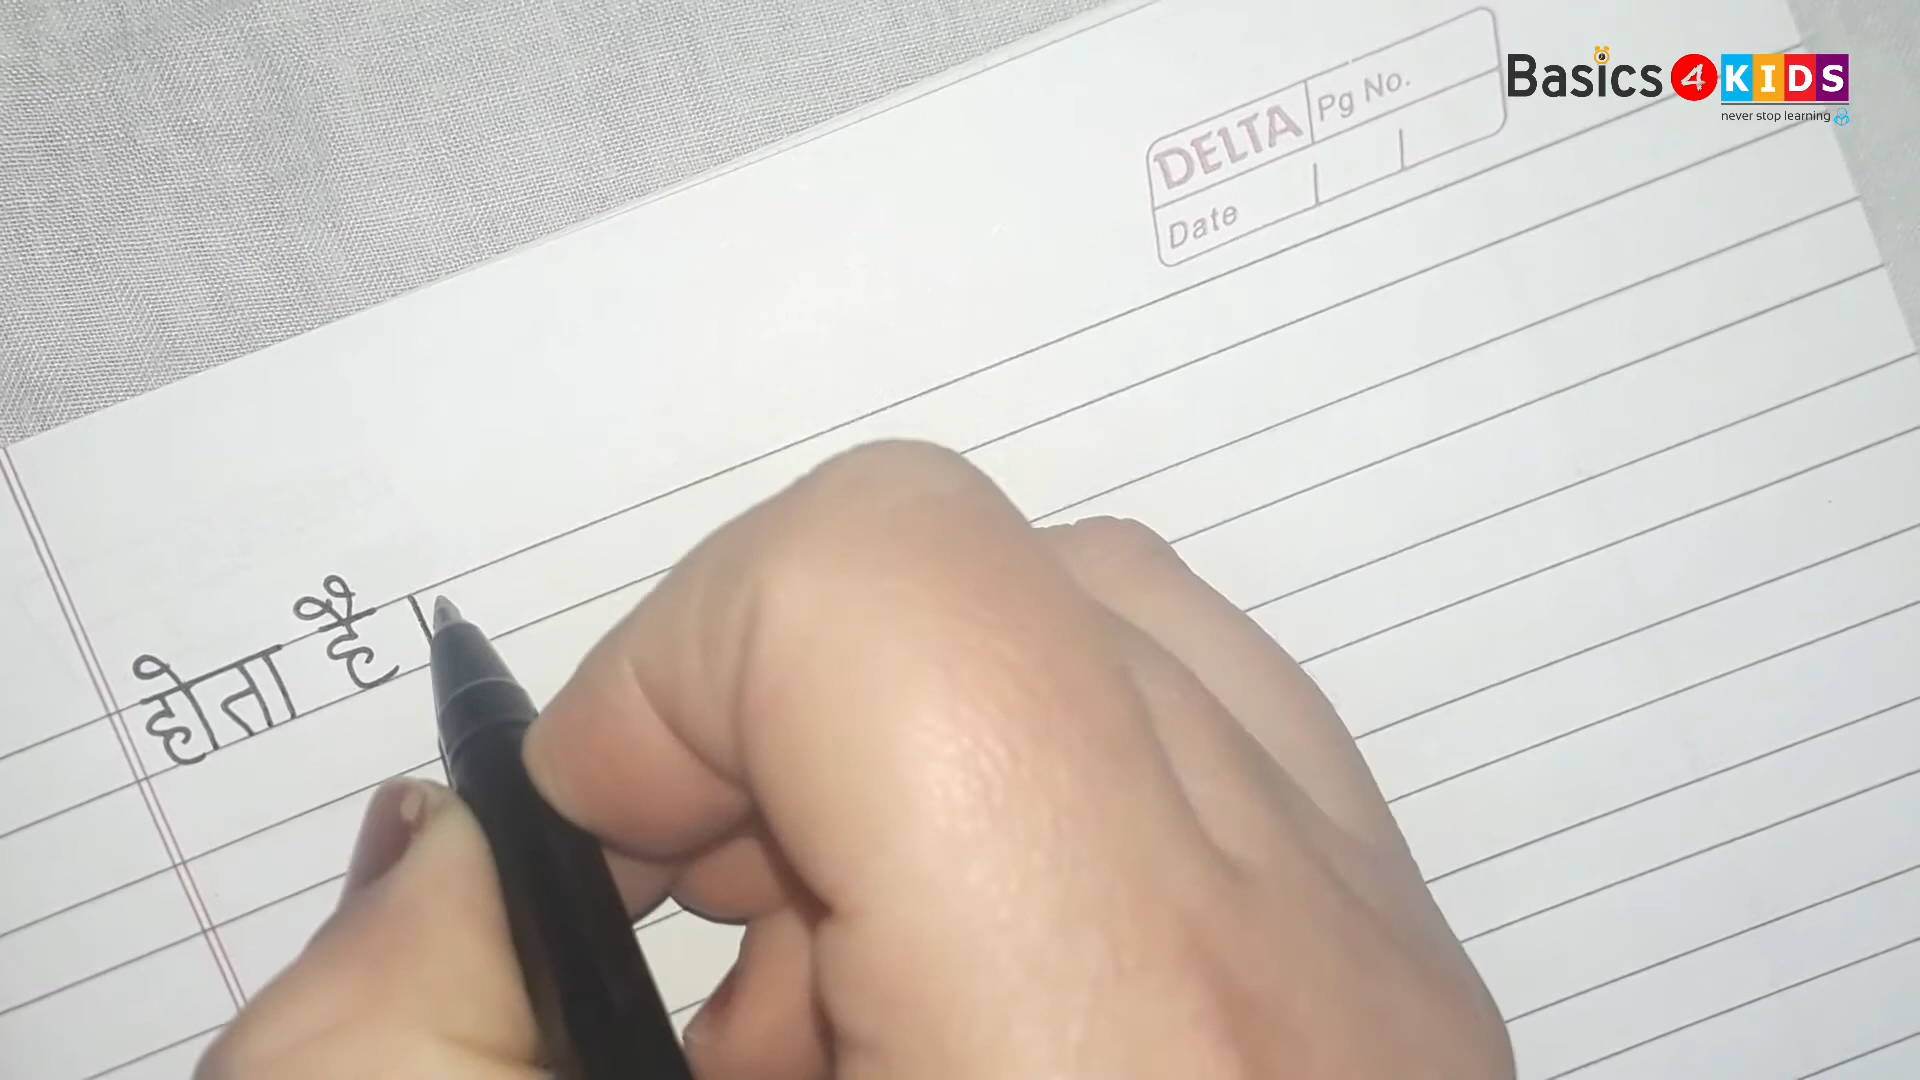 Basics 4 KIDS
never stop learning
DELTA Pg No.
Date
होता है ।